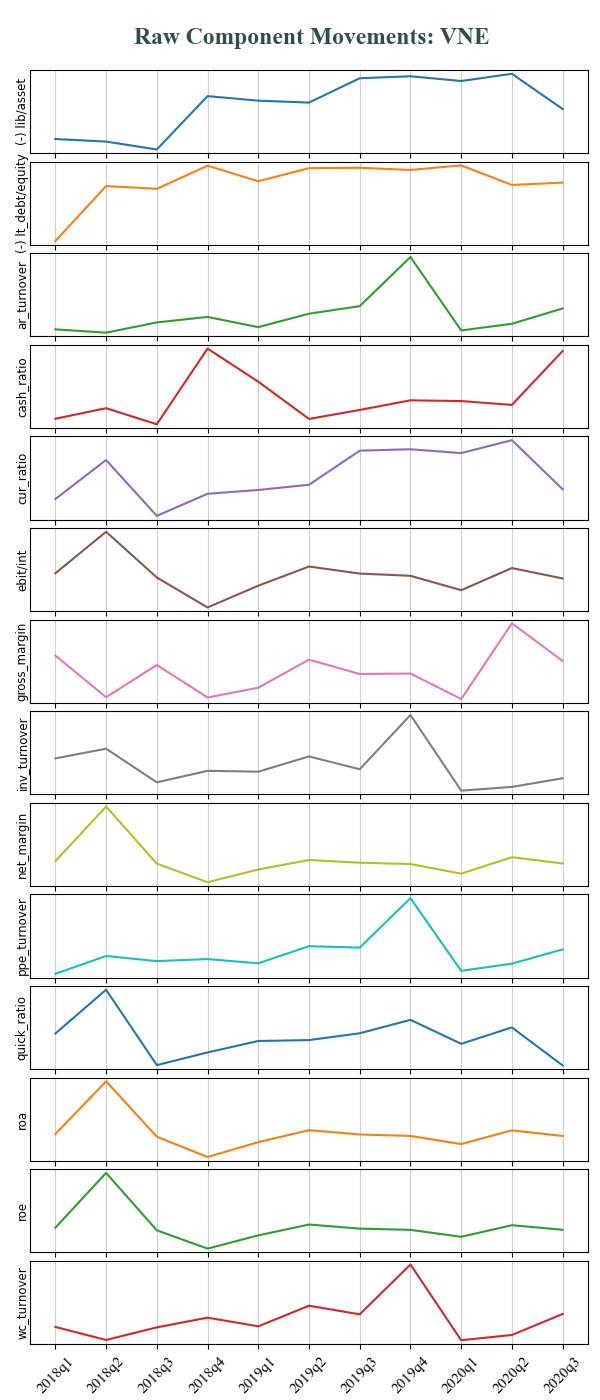 Raw Component Movements: VNE
(-) lib/asset
(-) lt_debt/equity
ar_turnover
cash_ratio
cur_ratio
ebit/int
gross_margin
inv_turnover
net_margin
ppe_turnover
quick_ratio
roa
roe
wc_turnover
2018q1 2018q2 2018q3 2018q4 2019q1 2019q2 2019q3 2019q4 2020q1 2020q2 2020q3